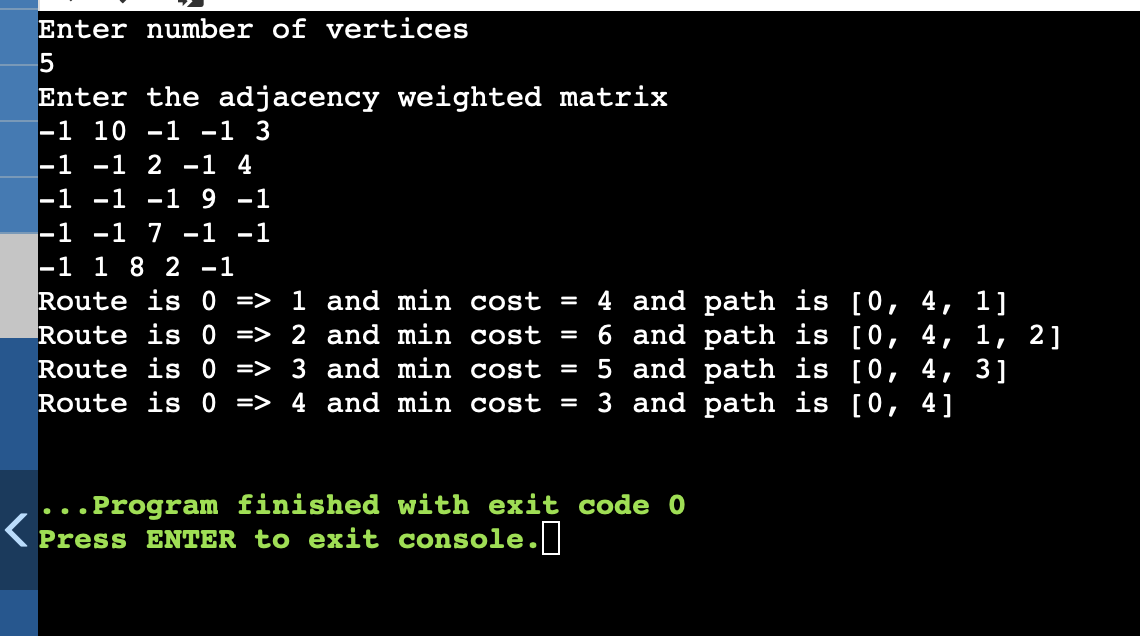 Enter number of vertices
5
Enter the adjacency weighted matrix
-1 10 -1 -1 3
-1 -1 2 -1 4
-1 -1 -1 9 -1
-1 -1 7 -1 -1
-1 1 8 2 -1
Route is 0 => 1 and min cost = 4 and path is [0, 4, 1]
Route is 0 => 2 and min cost = 6 and path is [0, 4, 1, 2]
Route is 0 => 3 and min cost = 5 and path is [0, 4, 3]
Route is 0 => 4 and min cost = 3 and path is [0, 4]
...Program finished with exit code 0
Press ENTER to exit console.